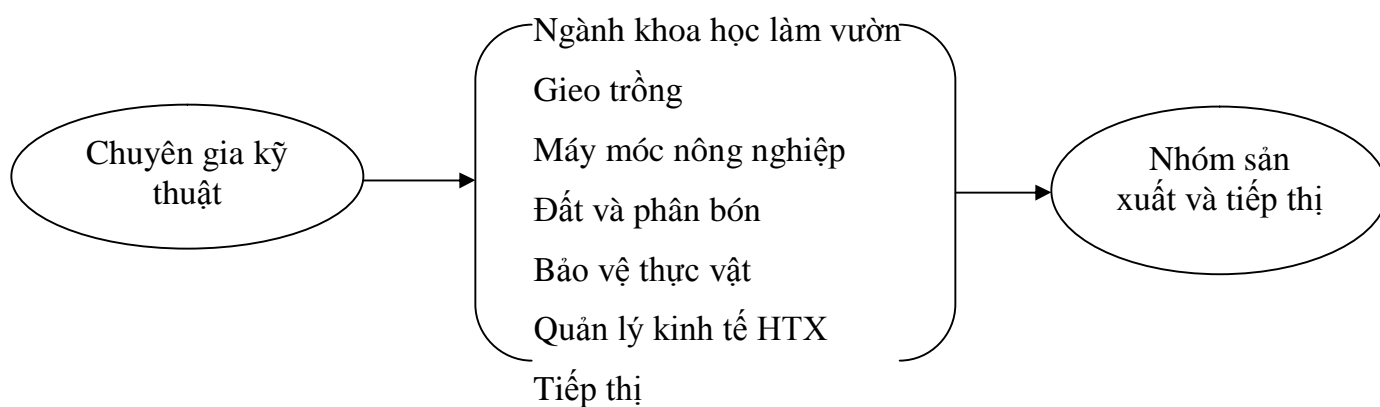 Chuyên gia kỹ
thuật
Ngành khoa học làm vườn
Gieo trồng
Máy móc nông nghiệp
Đất và phân bón
Bảo vệ thực vật
Quản lý kinh tế HTX
Tiếp thị
Nhóm sản
xuất và tiếp thị